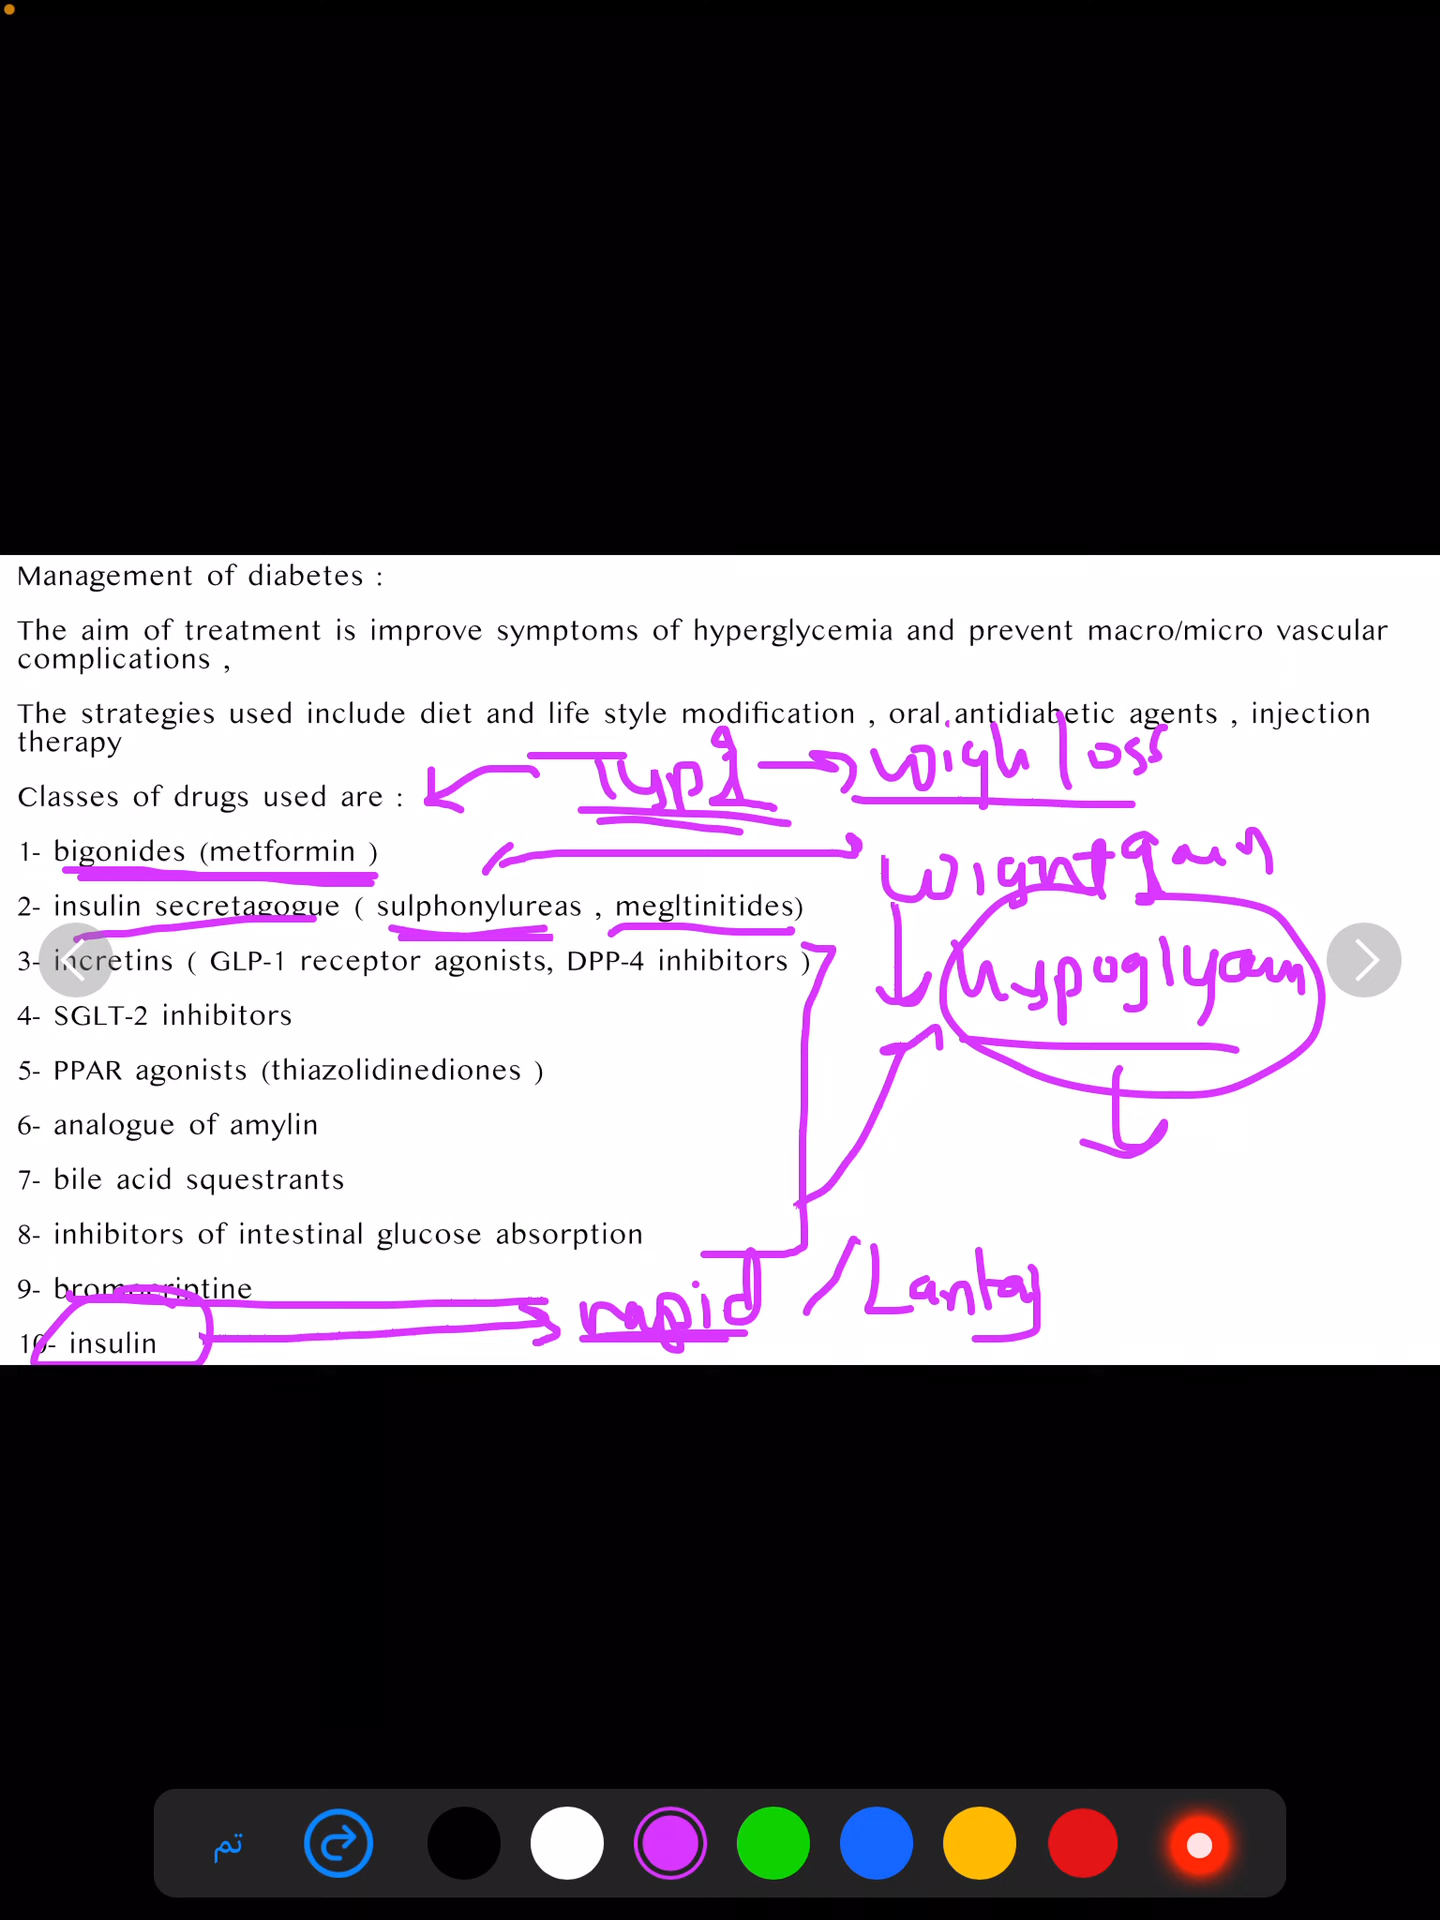 Management of diabetes :
The aim of treatment is improve symptoms of hyperglycemia and prevent macro/micro vascular
complications ,
The strategies used include diet and life style modification , oral antidiabetic agents , injection
therapy
weigh loss
Classes of drugs used are :
1- bigonides (metformin )
2- insulin secretagogue ( sulphonylureas , megltinitides)
3- incretins ( GLP-1 receptor agonists, DPP-4 inhibitors )
4- SGLT-2 inhibitors
5- PPAR agonists (thiazolidinediones )
6- analogue of amylin
7- bile acid squestrants
8- inhibitors of intestinal glucose absorption
9- bromocriptine
rapid
10- insulin
تم